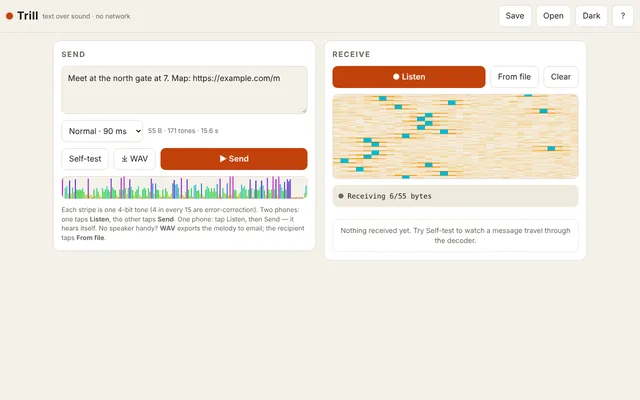 Trill text over sound · no network
Save Open Dark ?
SEND
Meet at the north gate at 7. Map: https://example.com/m
Normal · 90 ms 55 B · 171 tones · 15.6 s
Self-test WAV Send
Each stripe is one 4-bit tone (4 in every 15 are error-correction). Two phones:
one taps Listen, the other taps Send. One phone: tap Listen, then Send — it
hears itself. No speaker handy? WAV exports the melody to email; the recipient
taps From file.
RECEIVE
Listen From file Clear
Receiving 6/55 bytes
Nothing received yet. Try Self-test to watch a message travel through
the decoder.